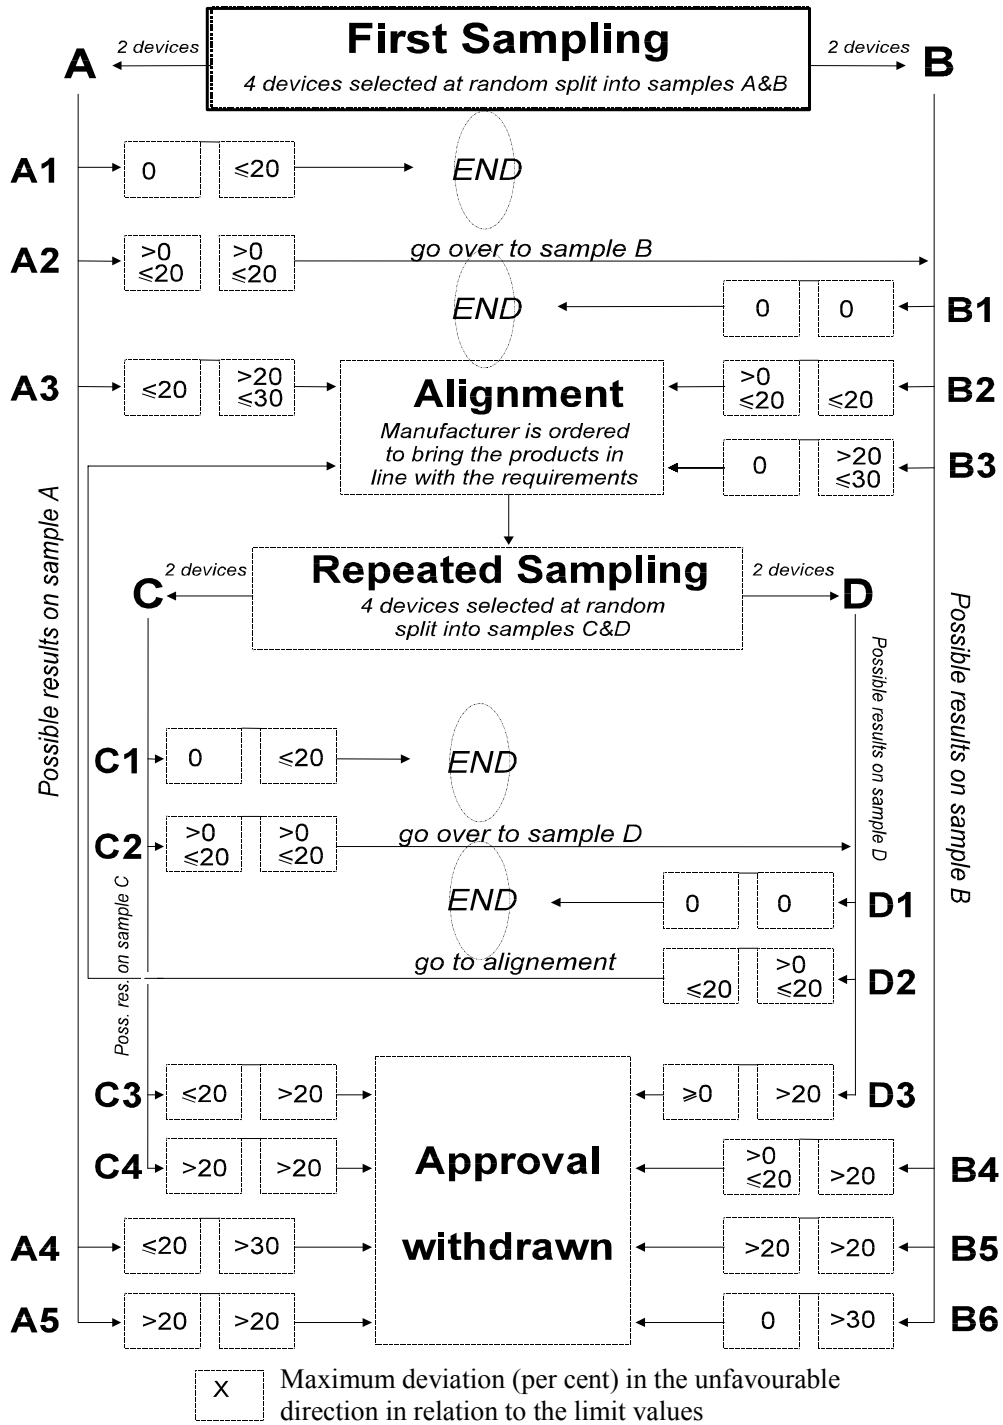 First Sampling
4 devices selected at random split into samples A&B
A
2 devices
2 devices
B
A1
0
≤20
END
A2
>0
≤20
>0
≤20
go over to sample B
END
0
0
B1
A3
≤20
>20
≤30
Alignment
Manufacturer is ordered
to bring the products in
line with the requirements
>0
≤20
≤20
B2
0
>20
≤30
B3
Possible results on sample A
C
2 devices
Repeated Sampling
4 devices selected at random
split into samples C&D
2 devices
D
Possible results on sample D
Possible results on sample B
C1
0
≤20
END
C2
>0
≤20
>0
≤20
go over to sample D
Poss. res. on sample C
END
0
0
D1
go to alignement
≤20
>0
≤20
D2
C3
≤20
>20
≥0
>20
D3
C4
>20
>20
Approval
withdrawn
>0
≤20
>20
B4
A4
≤20
>30
>20
>20
B5
A5
>20
>20
0
>30
B6
X
Maximum deviation (per cent) in the unfavourable
direction in relation to the limit values